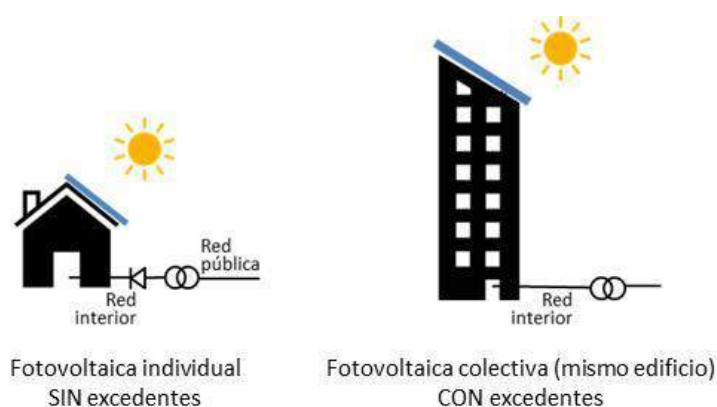 Red
pública
Red
interior
Fotovoltaica individual
SIN excedentes
Red
interior
Fotovoltaica colectiva (mismo edificio)
CON excedentes